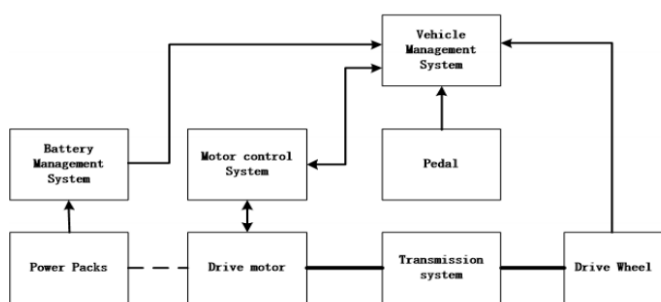 Vehicle
Management
System
Battery
Management
System
Motor control
System
Pedal
Power Packs
Drive motor
Transmission
system
Drive Wheel